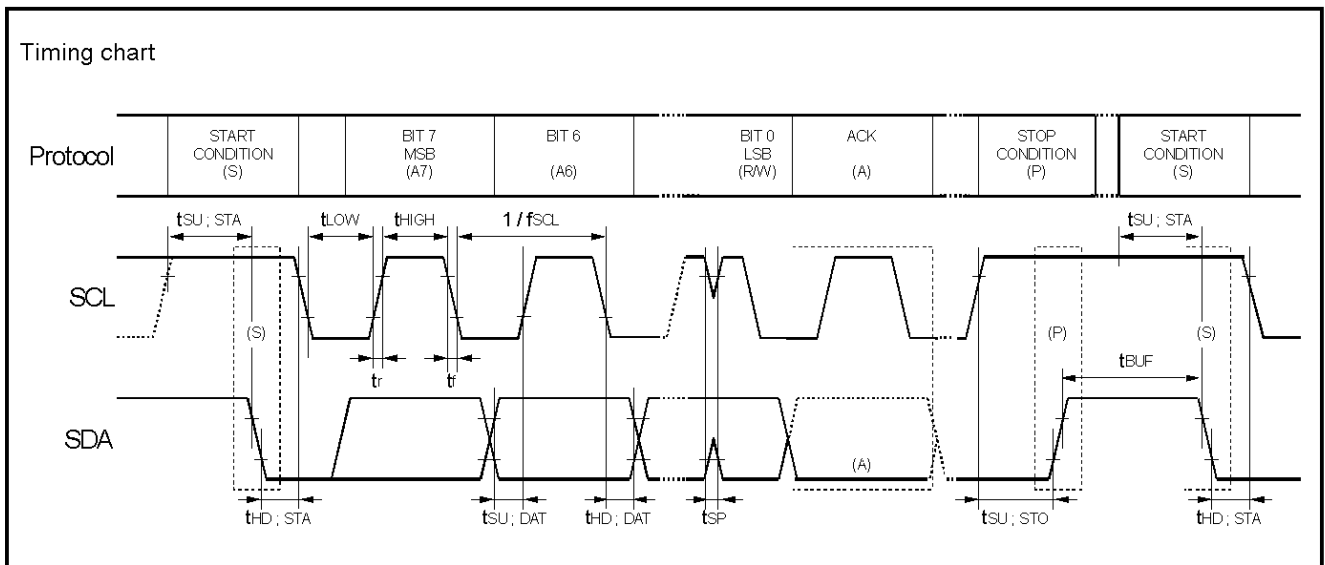 Timing chart
Protocol
START CONDITION (S)
BIT 7 MSB (A7)
BIT 6 (A6)
BIT 0 LSB (R/W)
ACK (A)
STOP CONDITION (P)
START CONDITION (S)
tSU ; STA
tLOW
tHIGH
1 / fSCL
tSU ; STA
SCL
(S)
(P)
(S)
tr
tf
tBUF
SDA
(A)
tHD ; STA
tSU ; DAT
tHD ; DAT
tSP
tSU ; STO
tHD ; STA